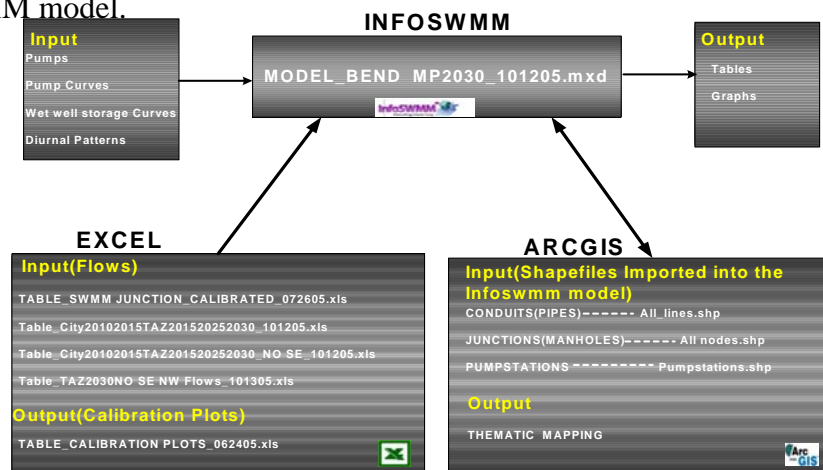 M model.
INFOSWMM
Input
Pumps
Pump Curves
Wet well storage Curves
Diurnal Patterns
MODEL_BEND MP2030_101205.mxd
InfoSWMM
Output
Tables
Graphs
EXCEL
Input(Flows)
TABLE_SWMM JUNCTION_CALIBRATED_072605.xls
Table_City20102015TAZ201520252030_101205.xls
Table_City20102015TAZ201520252030_NO SE_101205.xls
Table_TAZ2030NO SE NW Flows_101305.xls
Output(Calibration Plots)
TABLE_CALIBRATION PLOTS_062405.xls
ARCGIS
Input(Shapefiles Imported into the
Infoswmm model)
CONDUITS(PIPES)------ All_lines.shp
JUNCTIONS(MANHOLES)------ All nodes.shp
PUMPSTATIONS --------- Pumpstations.shp
Output
THEMATIC MAPPING
Arc
GIS